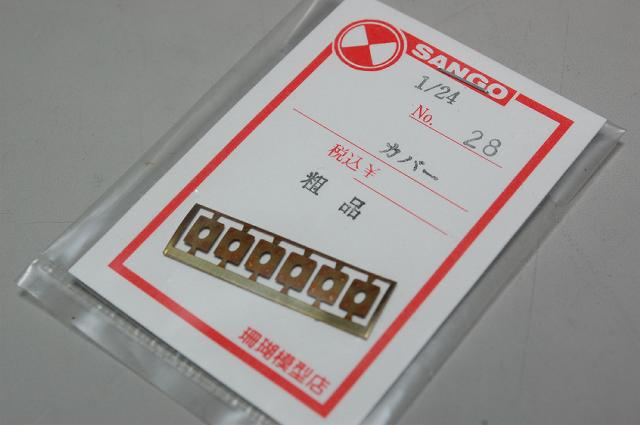 SANGO
1/24
No. 28
カバー
税込¥
粗品
珊瑚模型店